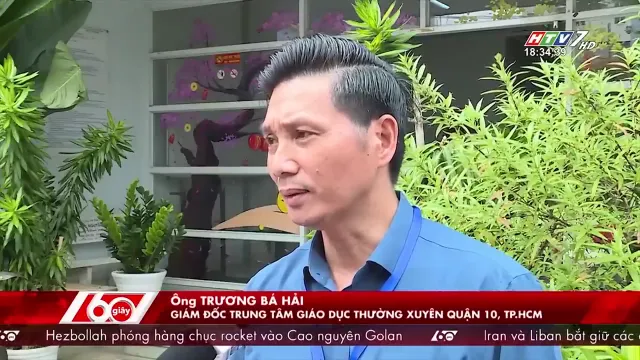 HTV7 HD
18:34:39
60 giây
Ông TRƯƠNG BÁ HẢI
GIÁM ĐỐC TRUNG TÂM GIÁO DỤC THƯỜNG XUYÊN QUẬN 10, TP.HCM
Hezbollah phóng hàng chục rocket vào Cao nguyên Golan
Iran và Liban bắt giữ các